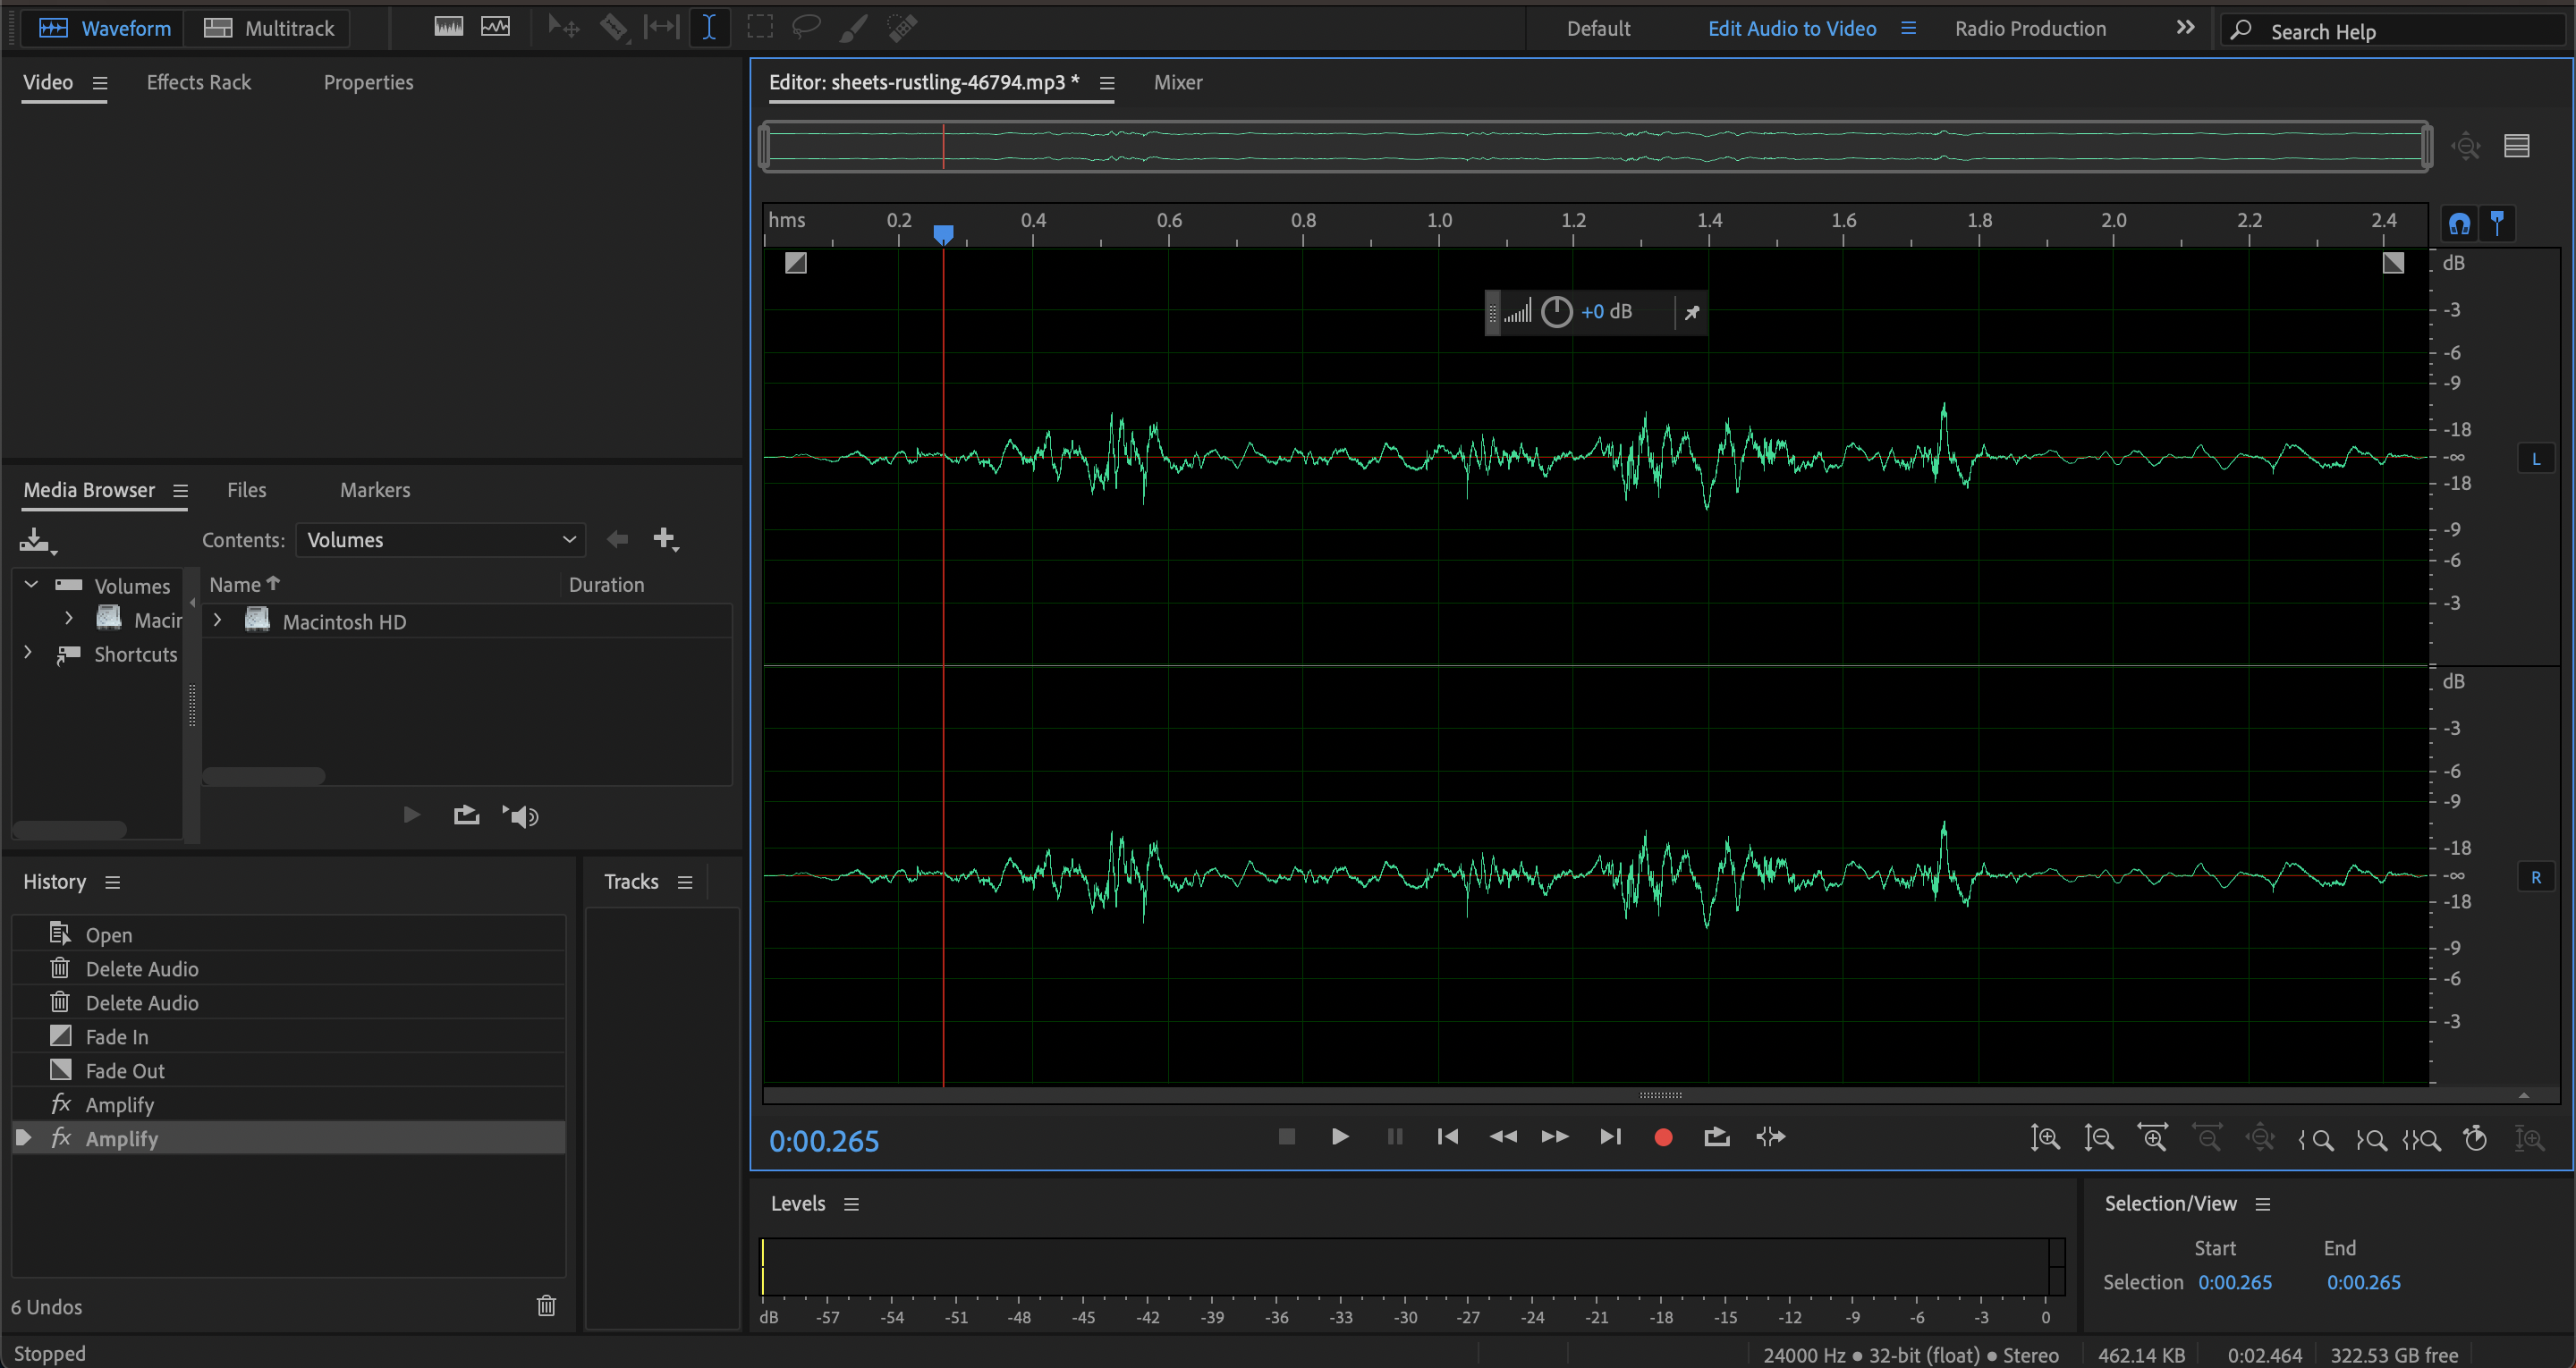 Waveform Multitrack Default Edit Audio to Video Radio Production Search Help
Video Effects Rack Properties
Editor: sheets-rustling-46794.mp3 * Mixer
hms 0.2 0.4 0.6 0.8 1.0 1.2 1.4 1.6 1.8 2.0 2.2 2.4
dB
+0 dB
-3
-6
-9
-18
-∞
-18
-9
-6
-3
L
dB
-3
-6
-9
-18
-∞
-18
-9
-6
-3
R
Media Browser Files Markers
Contents: Volumes
Volumes
Macin
Shortcuts
Name Duration
Macintosh HD
History
Open
Delete Audio
Delete Audio
Fade In
Fade Out
fx Amplify
fx Amplify
6 Undos
Tracks
0:00.265
Levels
dB -57 -54 -51 -48 -45 -42 -39 -36 -33 -30 -27 -24 -21 -18 -15 -12 -9 -6 -3 0
Selection/View
Start End
Selection 0:00.265 0:00.265
Stopped
24000 Hz ● 32-bit (float) ● Stereo 462.14 KB 0:02.464 322.53 GB free